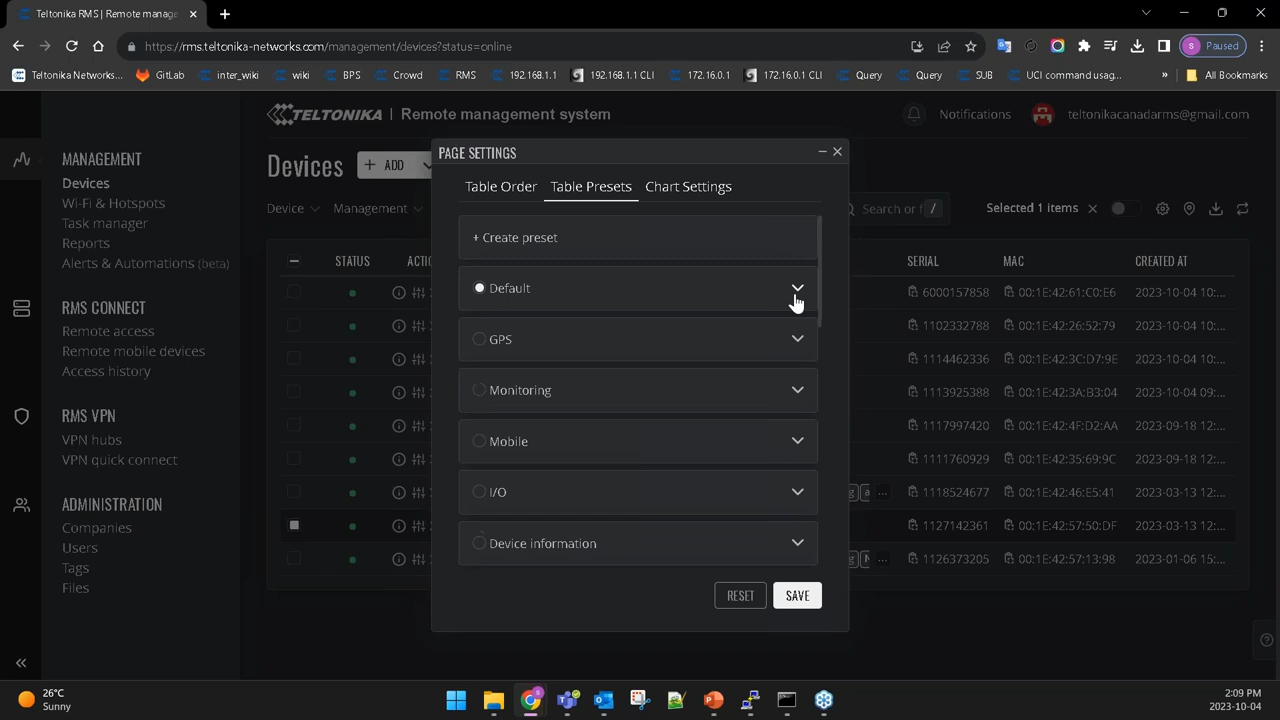 Teltonika RMS | Remote manage
https://rms.teltonika-networks.com/management/devices?status=online
S Paused
Teltonika Networks... GitLab inter_wiki wiki BPS Crowd RMS 192.168.1.1 192.168.1.1 CLI 172.16.0.1 172.16.0.1 CLI Query Query SUB UCI command usag... » All Bookmarks
TELTONIKA | Remote management system
Notifications teltonikacanadarms@gmail.com
MANAGEMENT
Devices
Wi-Fi & Hotspots
Task manager
Reports
Alerts & Automations (beta)
RMS CONNECT
Remote access
Remote mobile devices
Access history
RMS VPN
VPN hubs
VPN quick connect
ADMINISTRATION
Companies
Users
Tags
Files
Devices + ADD
Device Management
Search or f / Selected 1 items
STATUS ACTI SERIAL MAC CREATED AT
6000157858 00:1E:42:61:C0:E6 2023-10-04 10:...
1102332788 00:1E:42:26:52:79 2023-10-04 10:...
1114462336 00:1E:42:3C:D7:9E 2023-10-04 10:...
1113925388 00:1E:42:3A:B3:04 2023-10-04 09:...
1117997420 00:1E:42:4F:D2:AA 2023-09-18 12:...
1111760929 00:1E:42:35:69:9C 2023-09-18 12:...
g a ... 1118524677 00:1E:42:46:E5:41 2023-03-13 12:...
1127142361 00:1E:42:57:50:DF 2023-03-13 12:...
g ... 1126373205 00:1E:42:57:13:98 2023-01-06 15:...
PAGE SETTINGS
Table Order Table Presets Chart Settings
+ Create preset
Default
GPS
Monitoring
Mobile
I/O
Device information
RESET SAVE
26°C
Sunny
2:09 PM
2023-10-04